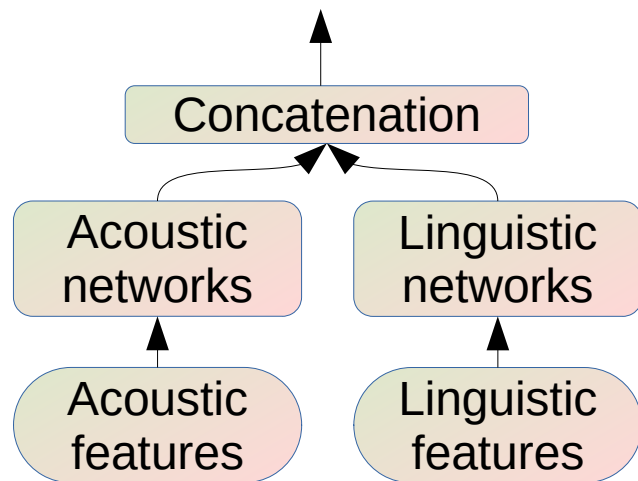 Concatenation
Acoustic
networks
Linguistic
networks
Acoustic
features
Linguistic
features